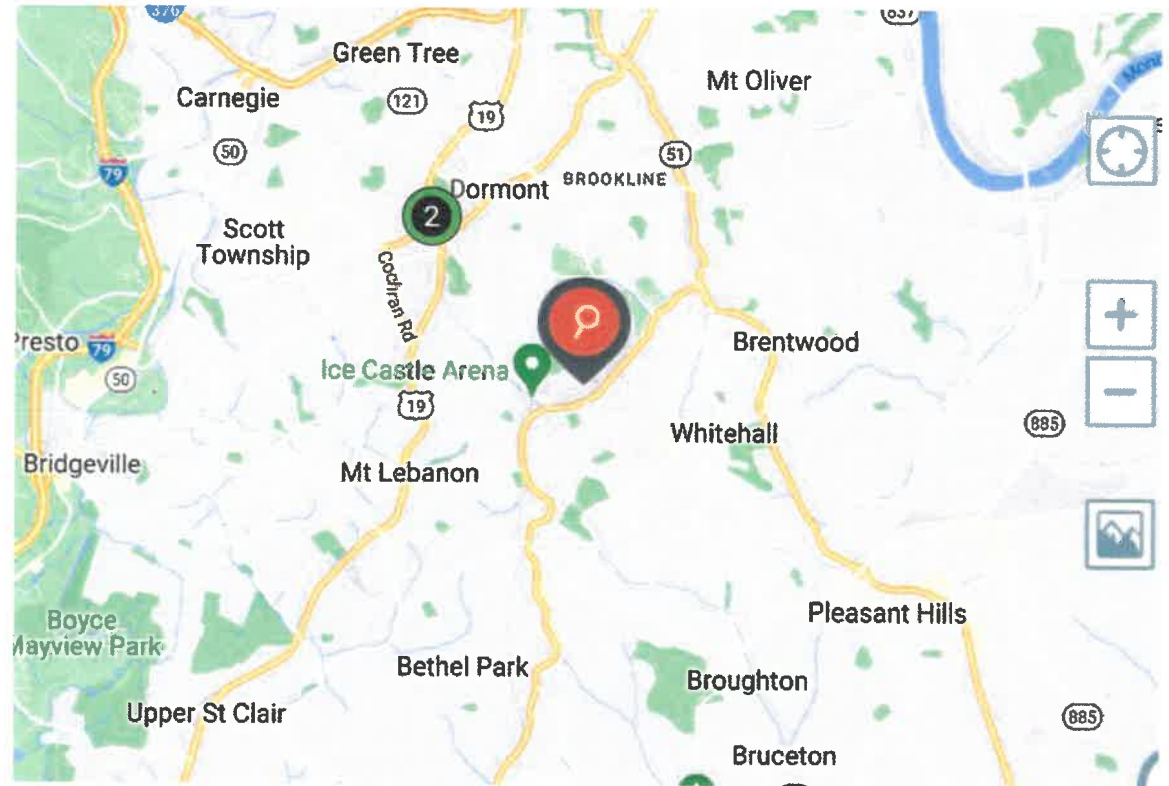 376
837
Green Tree
Mt Oliver
Carnegie
121
19
50
51
79
Dormont
BROOKLINE
2
Scott
Township
Cochran Rd
Presto
79
Brentwood
50
Ice Castle Arena
19
885
Whitehall
Bridgeville
Mt Lebanon
Pleasant Hills
Boyce
Mayview Park
Bethel Park
Broughton
Upper St Clair
885
Bruceton